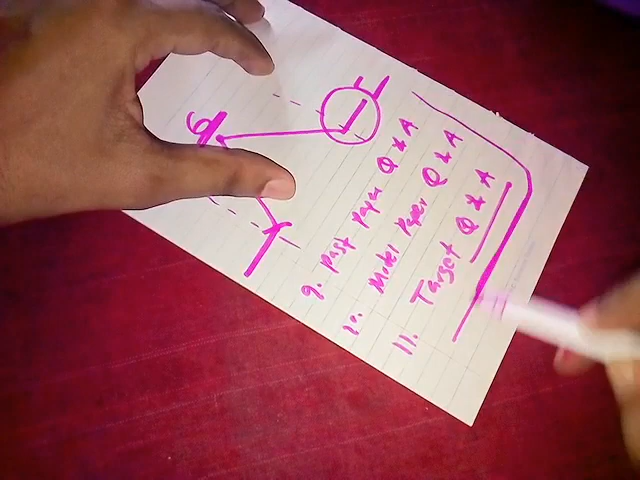 9. Past Paper Q & A
10. Model Paper Q & A
11. Target Q & A